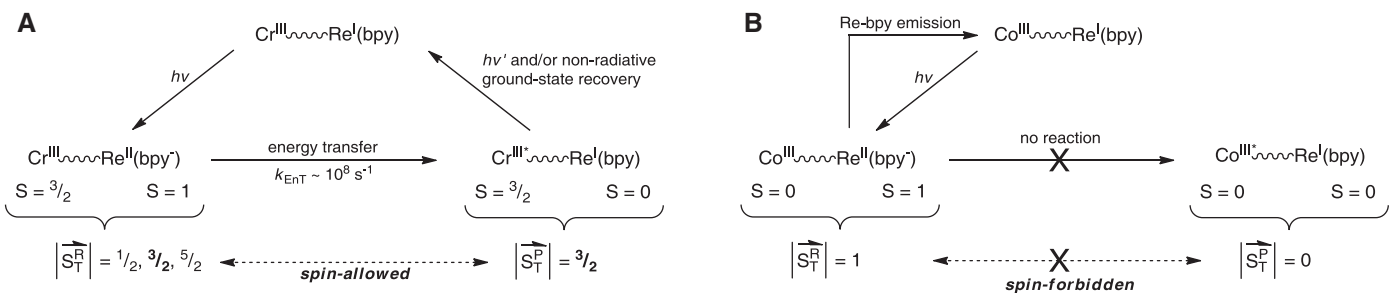 A
Cr^III~~~Re^I(bpy)
hν
hν' and/or non-radiative
ground-state recovery
Cr^III~~~Re^II(bpy^-)
energy transfer
k_EnT ~ 10^8 s^-1
Cr^III*~~~Re^I(bpy)
S = 3/2 S = 1
S = 3/2 S = 0
|S_T^R| = 1/2, 3/2, 5/2
spin-allowed
|S_T^P| = 3/2
B
Re-bpy emission
Co^III~~~Re^I(bpy)
hν
Co^III~~~Re^II(bpy^-)
no reaction
X
Co^III*~~~Re^I(bpy)
S = 0 S = 1
S = 0 S = 0
|S_T^R| = 1
X
spin-forbidden
|S_T^P| = 0